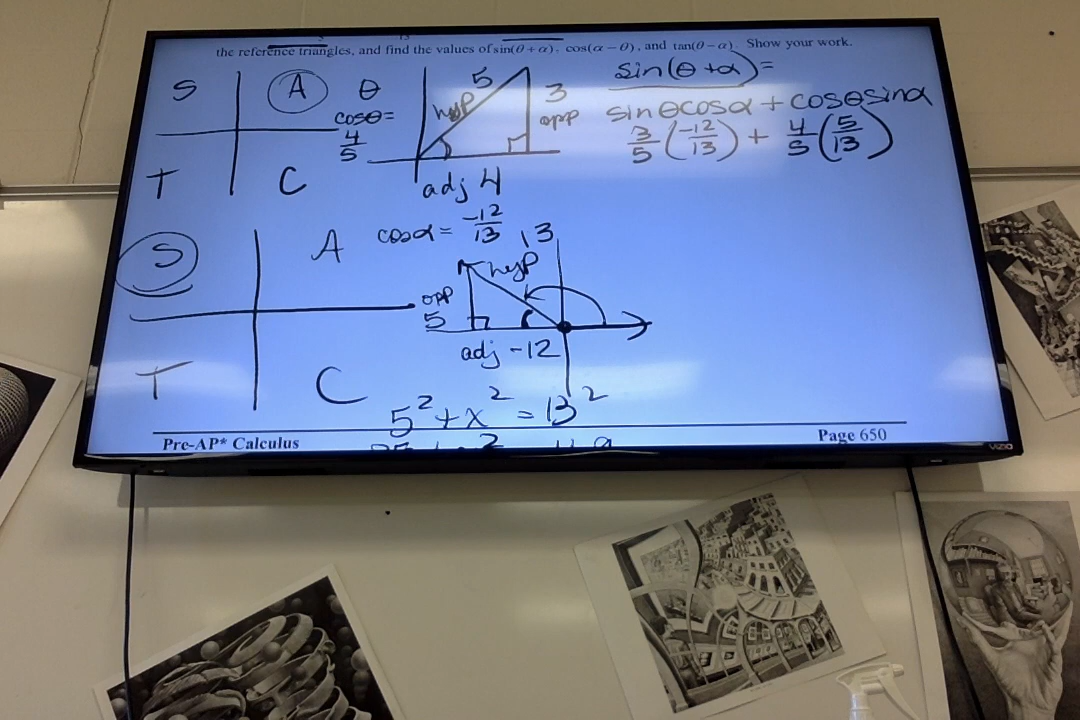 the reference triangles, and find the values of sin(θ + α), cos(α − θ), and tan(θ − α). Show your work.
S A
T C
θ
cosθ =
4/5
5
hyp
3
opp
adj 4
sin(θ + α) =
sinθcosα + cosθsinα
3/5 (-12/13) + 4/5 (5/13)
S A
T C
cosα = -12/13
13
hyp
opp
5
adj -12
5² + x² = 13²
Pre-AP* Calculus Page 650
VIZIO